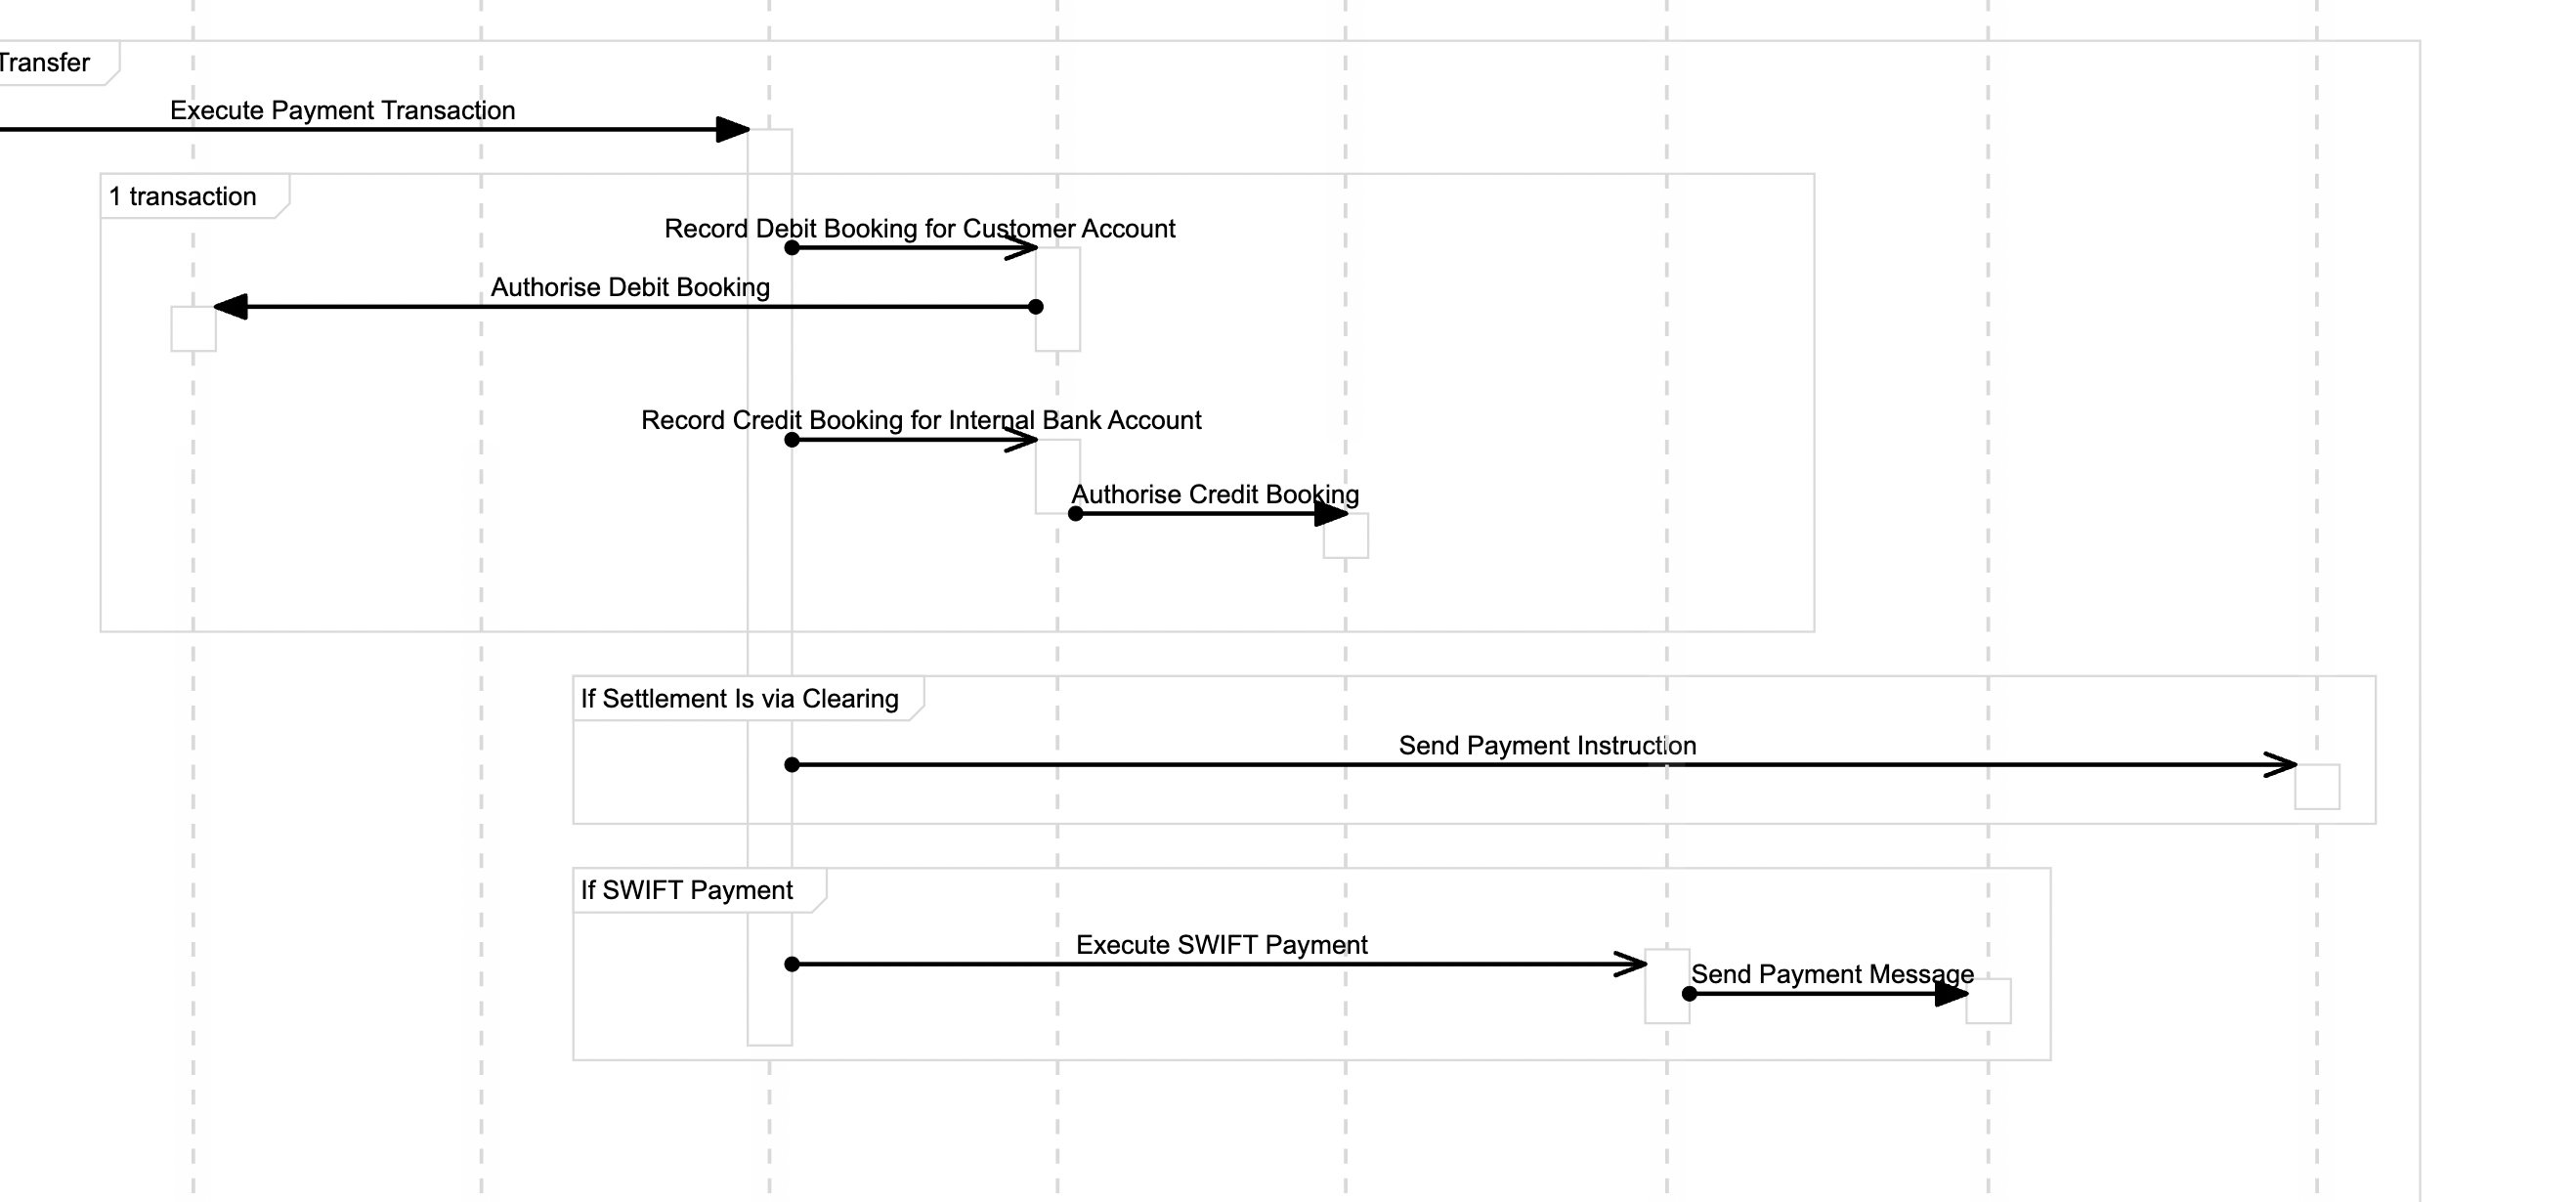 Transfer
Execute Payment Transaction
1 transaction
Record Debit Booking for Customer Account
Authorise Debit Booking
Record Credit Booking for Internal Bank Account
Authorise Credit Booking
If Settlement Is via Clearing
Send Payment Instruction
If SWIFT Payment
Execute SWIFT Payment
Send Payment Message